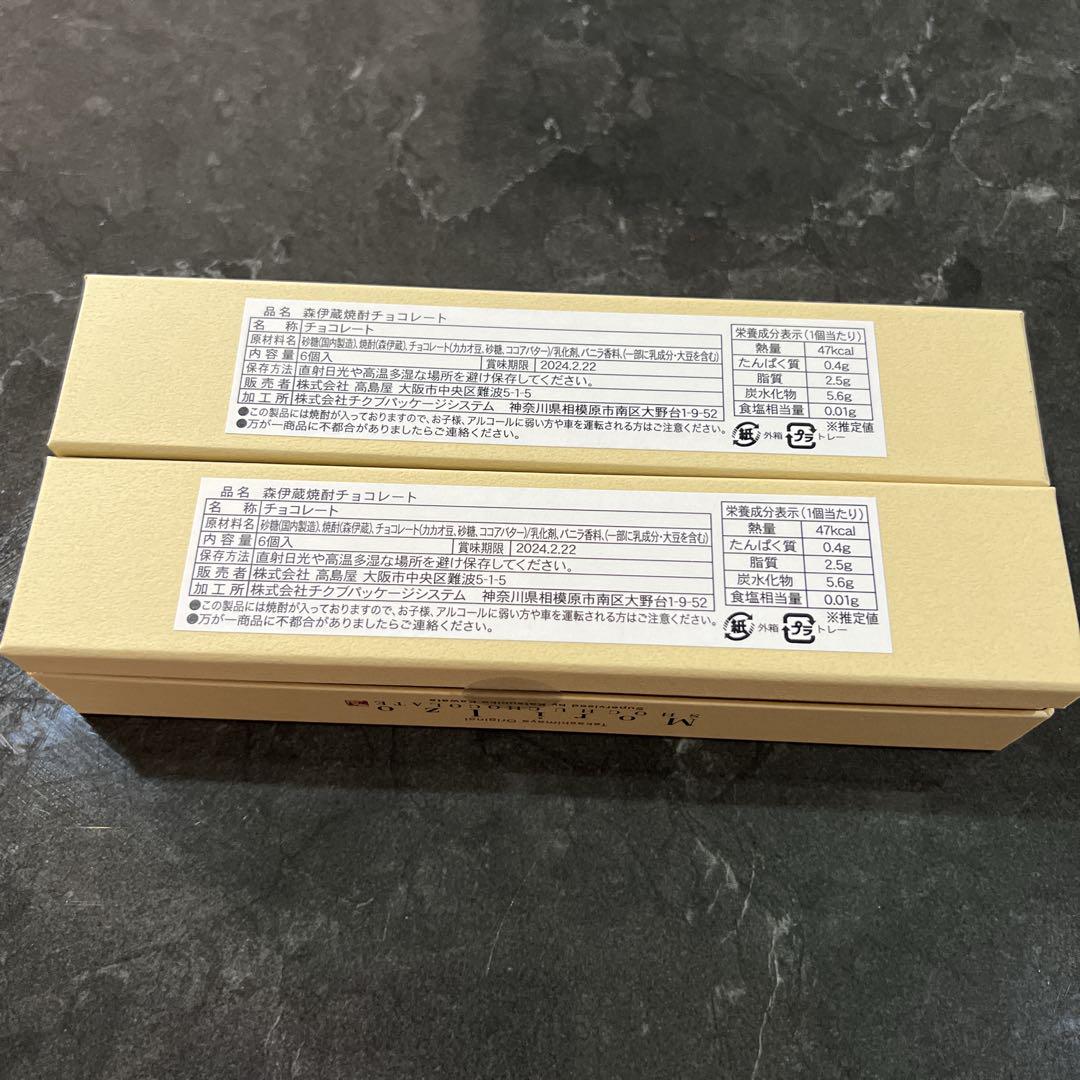 品名 森伊蔵焼酎チョコレート
名称 チョコレート
原材料名 砂糖(国内製造)、焼酎(森伊蔵)、チョコレート(カカオ豆、砂糖、ココアバター)/乳化剤、バニラ香料、(一部に乳成分・大豆を含む)
内容量 6個入 賞味期限 2024.2.22
保存方法 直射日光や高温多湿な場所を避け保存してください。
販売者 株式会社 高島屋 大阪市中央区難波5-1-5
加工所 株式会社チクブパッケージシステム 神奈川県相模原市南区大野台1-9-52
●この製品には焼酎が入っておりますので、お子様、アルコールに弱い方や車を運転される方はご注意ください。
●万が一商品に不都合がありましたらご連絡ください。
栄養成分表示(1個当たり)
熱量 47kcal
たんぱく質 0.4g
脂質 2.5g
炭水化物 5.6g
食塩相当量 0.01g
※推定値
紙 外箱 プラ トレー
品名 森伊蔵焼酎チョコレート
名称 チョコレート
原材料名 砂糖(国内製造)、焼酎(森伊蔵)、チョコレート(カカオ豆、砂糖、ココアバター)/乳化剤、バニラ香料、(一部に乳成分・大豆を含む)
内容量 6個入 賞味期限 2024.2.22
保存方法 直射日光や高温多湿な場所を避け保存してください。
販売者 株式会社 高島屋 大阪市中央区難波5-1-5
加工所 株式会社チクブパッケージシステム 神奈川県相模原市南区大野台1-9-52
●この製品には焼酎が入っておりますので、お子様、アルコールに弱い方や車を運転される方はご注意ください。
●万が一商品に不都合がありましたらご連絡ください。
栄養成分表示(1個当たり)
熱量 47kcal
たんぱく質 0.4g
脂質 2.5g
炭水化物 5.6g
食塩相当量 0.01g
※推定値
紙 外箱 プラ トレー
Takashimaya Original
MoriIzo
SHOCHU CHOCOLATE
Supervised by Katsuhiko Kawata